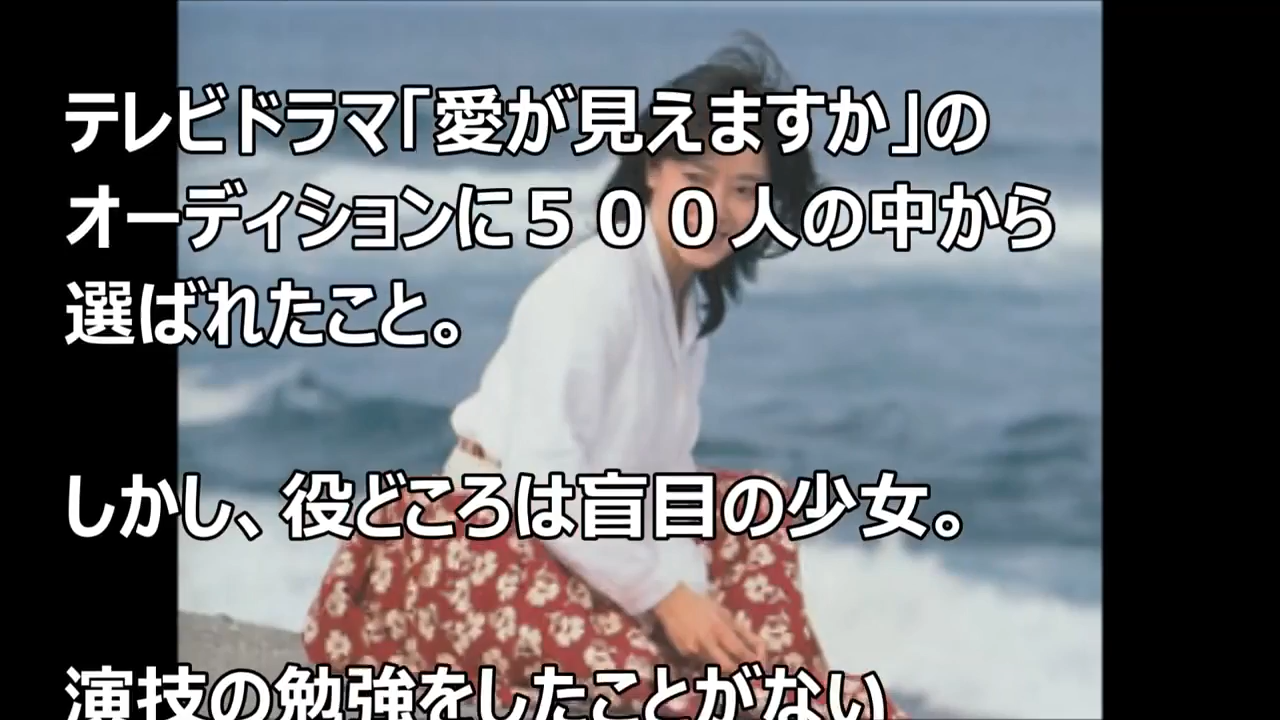 テレビドラマ「愛が見えますか」の
オーディションに５００人の中から
選ばれたこと。
しかし、役どころは盲目の少女。
演技の勉強をしたことがない